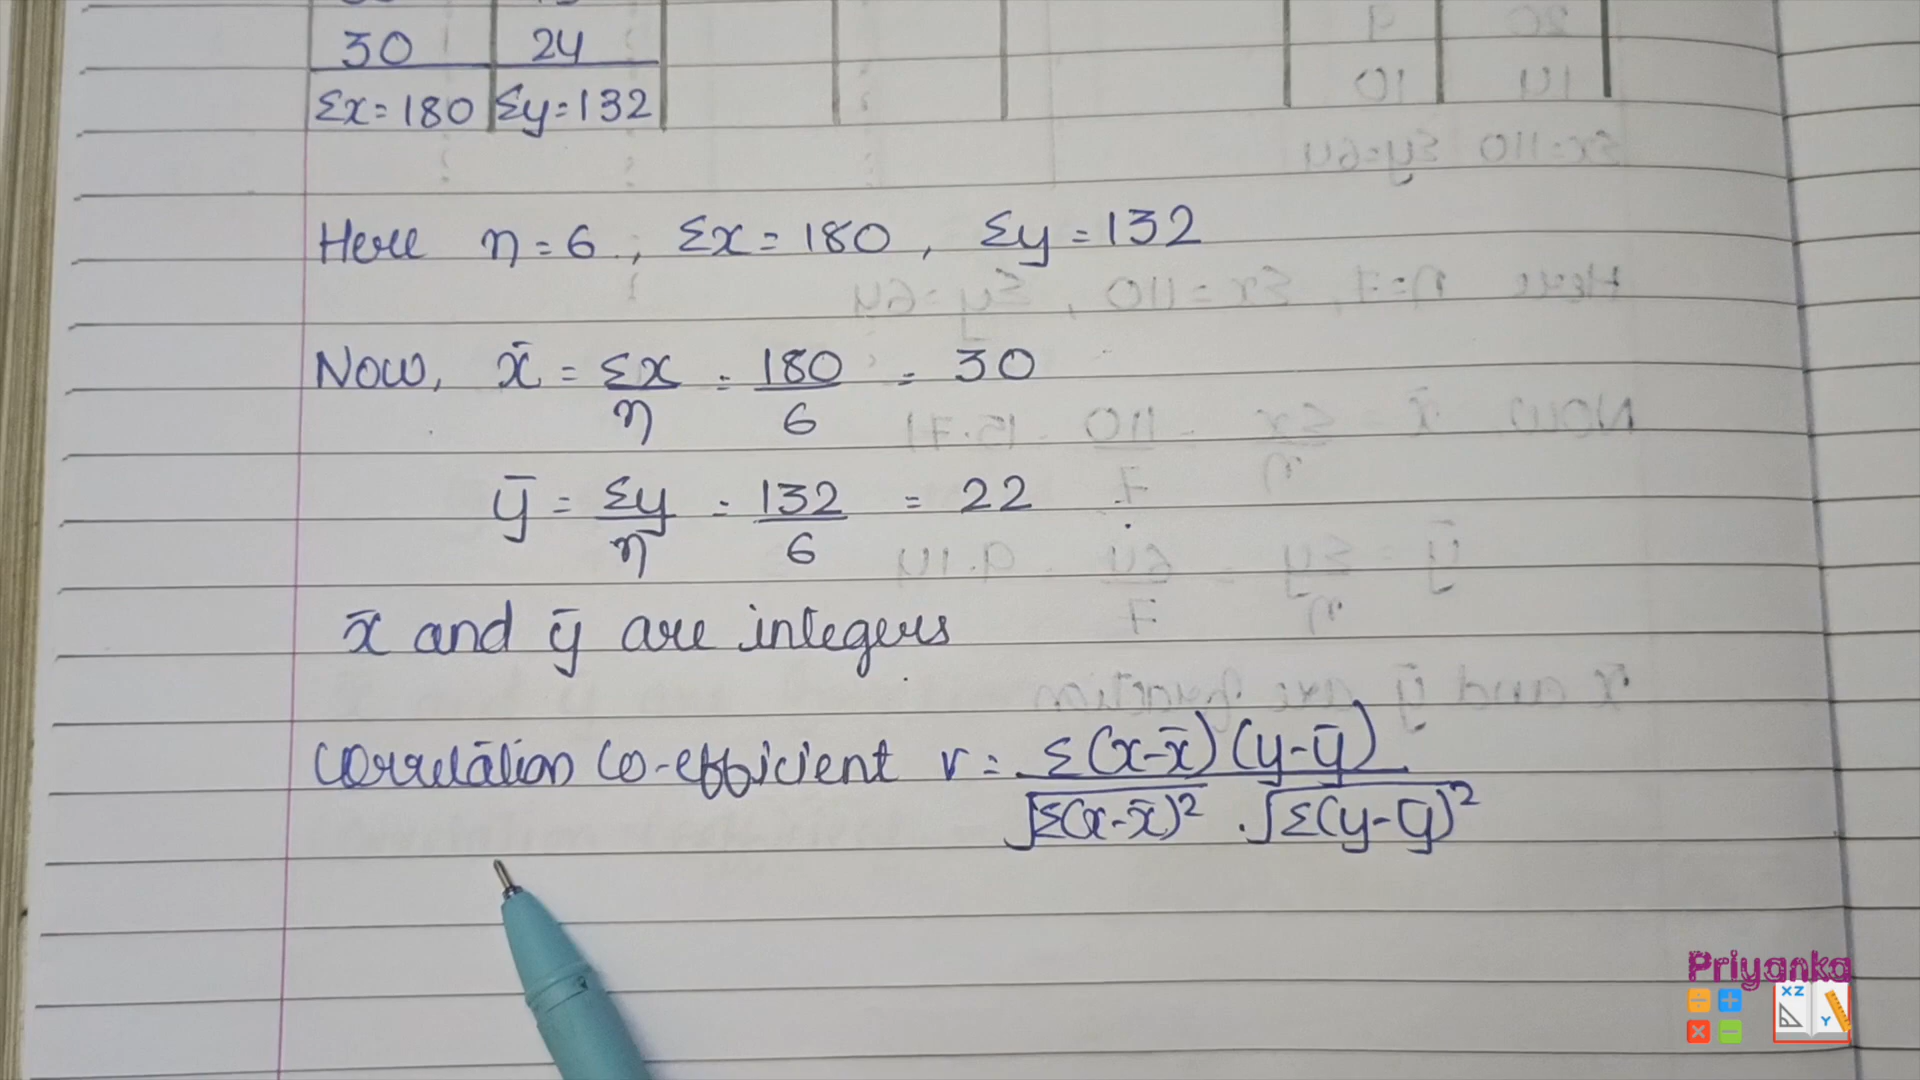 30 24
Σx=180 Σy=132
Here n=6, Σx=180, Σy=132
Now, x̄ = Σx/n = 180/6 = 30
ȳ = Σy/n = 132/6 = 22
x̄ and ȳ are integers
Correlation Co-efficient r = Σ(x-x̄)(y-ȳ) / √Σ(x-x̄)² . √Σ(y-ȳ)²
Priyanka
XZ
Y